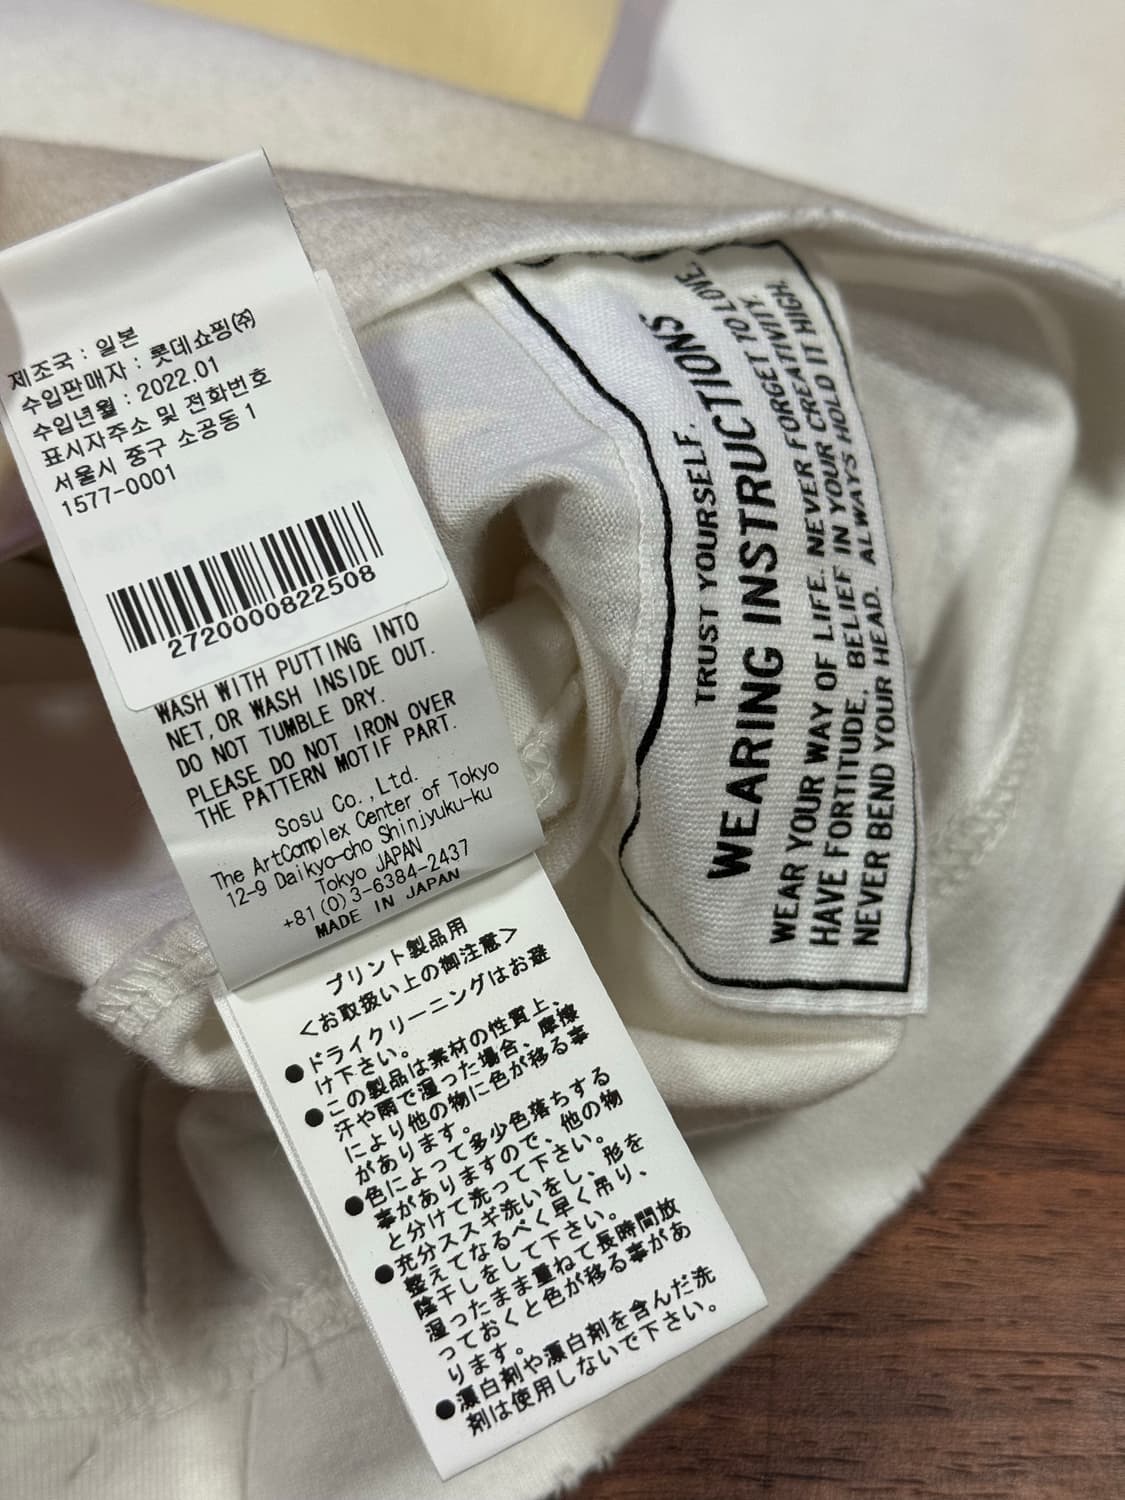 제조국 : 일본
수입판매자 : 롯데쇼핑㈜
수입년월 : 2022.01
표시자주소 및 전화번호
서울시 중구 소공동 1
1577-0001
2720000822508
WASH WITH PUTTING INTO
NET,OR WASH INSIDE OUT.
DO NOT TUMBLE DRY.
PLEASE DO NOT IRON OVER
THE PATTERN MOTIF PART.
Sosu Co.,Ltd.
The ArtComplex Center of Tokyo
12-9 Daikyo-cho Shinjyuku-ku
Tokyo JAPAN
+81(0)3-6384-2437
MADE IN JAPAN
プリント製品用
<お取扱い上の御注意>
●ドライクリーニングはお避
け下さい。
●この製品は素材の性質上、
汗や雨で湿った場合、摩擦
により他の物に色が移る事
があります。
●色によって多少色落ちする
事がありますので、他の物
と分けて洗って下さい。
●充分ススギ洗いをし、形を
整えてなるべく早く吊り、
陰干しをして下さい。
湿ったまま重ねて長時間放
っておくと色が移る事があ
ります。
●漂白剤や漂白剤を含んだ洗
剤は使用しないで下さい。
TRUST YOURSELF.
WEARING INSTRUCTIONS
WEAR YOUR WAY OF LIFE. NEVER FORGET TO LOVE.
HAVE FORTITUDE, BELIEF IN YOUR CREATIVITY.
NEVER BEND YOUR HEAD. ALWAYS HOLD IT HIGH.